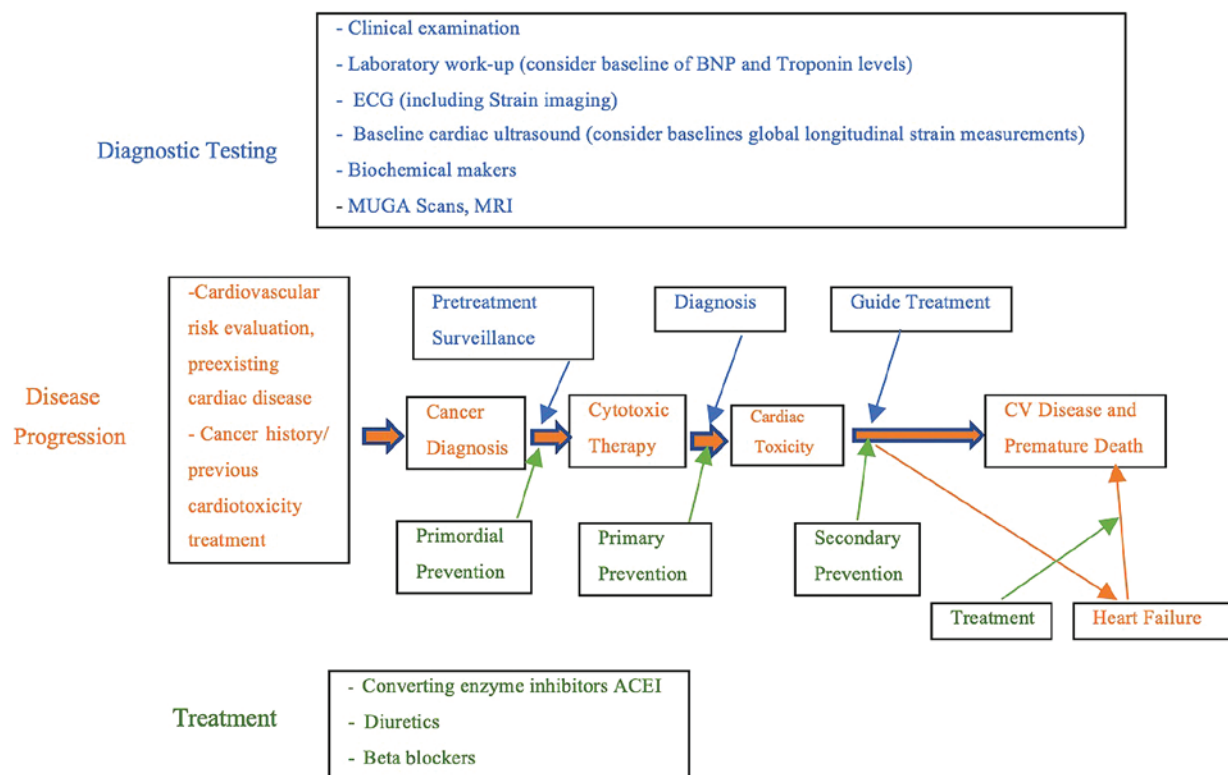 - Clinical examination
- Laboratory work-up (consider baseline of BNP and Troponin levels)
- ECG (including Strain imaging)
- Baseline cardiac ultrasound (consider baselines global longitudinal strain measurements)
- Biochemical makers
- MUGA Scans, MRI
Diagnostic Testing
-Cardiovascular
risk evaluation,
preexisting
cardiac disease
- Cancer history/
previous
cardiotoxicity
treatment
Pretreatment
Surveillance
Diagnosis
Guide Treatment
Disease
Progression
Cancer
Diagnosis
Cytotoxic
Therapy
Cardiac
Toxicity
CV Disease and
Premature Death
Primordial
Prevention
Primary
Prevention
Secondary
Prevention
Treatment
Heart Failure
Treatment
- Converting enzyme inhibitors ACEI
- Diuretics
- Beta blockers